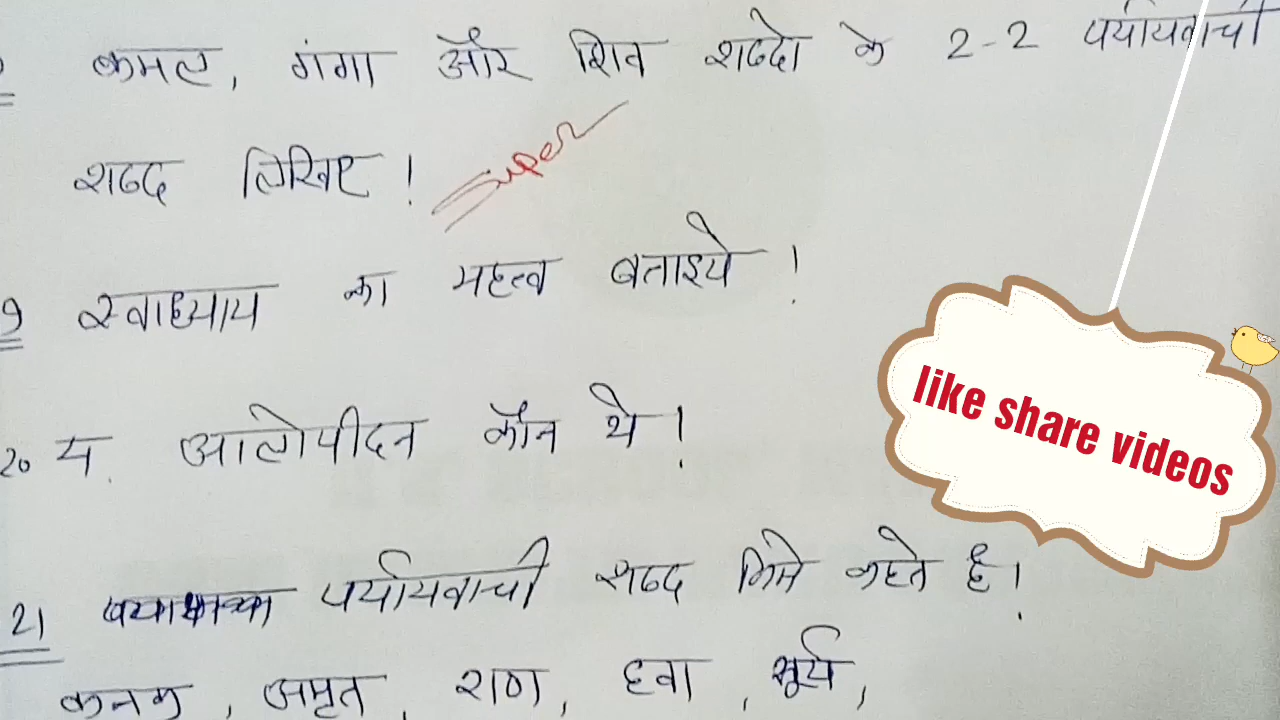 कमल, गंगा और शिव शब्दो के 2-2 पर्यायवाची
शब्द लिखिए !
super
9 स्वाध्याय का महत्व बताइये !
20 प. आलोपीदन कौन थे !
21 पर्यायवाची शब्द किसे कहते है !
कनक, अमृत, राण, हवा, सूर्य,
like share videos